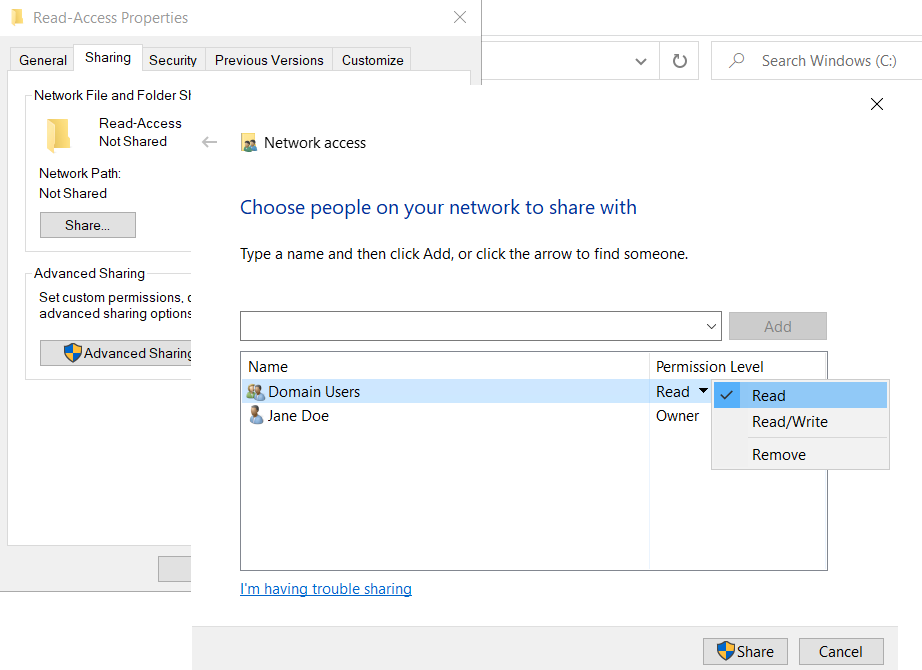 Read-Access Properties
General
Sharing
Security
Previous Versions
Customize
Search Windows (C:)
Network File and Folder Sh
Read-Access
Not Shared
Network Path:
Not Shared
Share...
Advanced Sharing
Set custom permissions, c
advanced sharing options
Advanced Sharing
Network access
Choose people on your network to share with
Type a name and then click Add, or click the arrow to find someone.
Add
Name
Permission Level
Domain Users
Read
Jane Doe
Owner
Read
Read/Write
Remove
I'm having trouble sharing
Share
Cancel